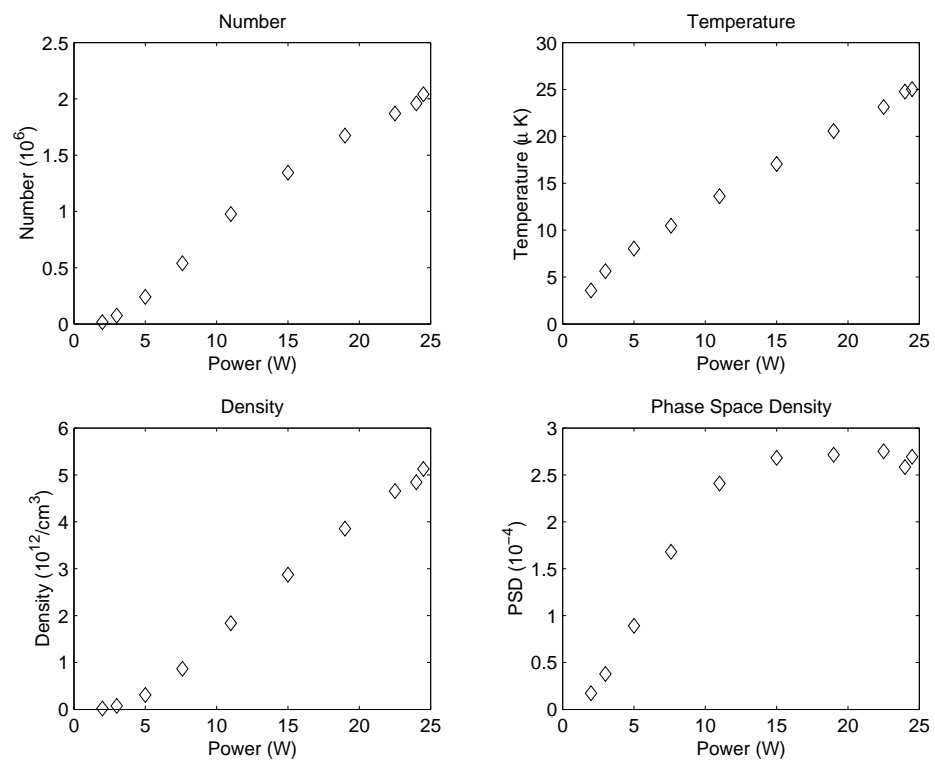 Number
2.5
2
1.5
1
0.5
0
Number (10^6)
0 5 10 15 20 25
Power (W)
Temperature
30
25
20
15
10
5
0
Temperature (μ K)
0 5 10 15 20 25
Power (W)
Density
6
5
4
3
2
1
0
Density (10^12/cm^3)
0 5 10 15 20 25
Power (W)
Phase Space Density
3
2.5
2
1.5
1
0.5
0
PSD (10^−4)
0 5 10 15 20 25
Power (W)